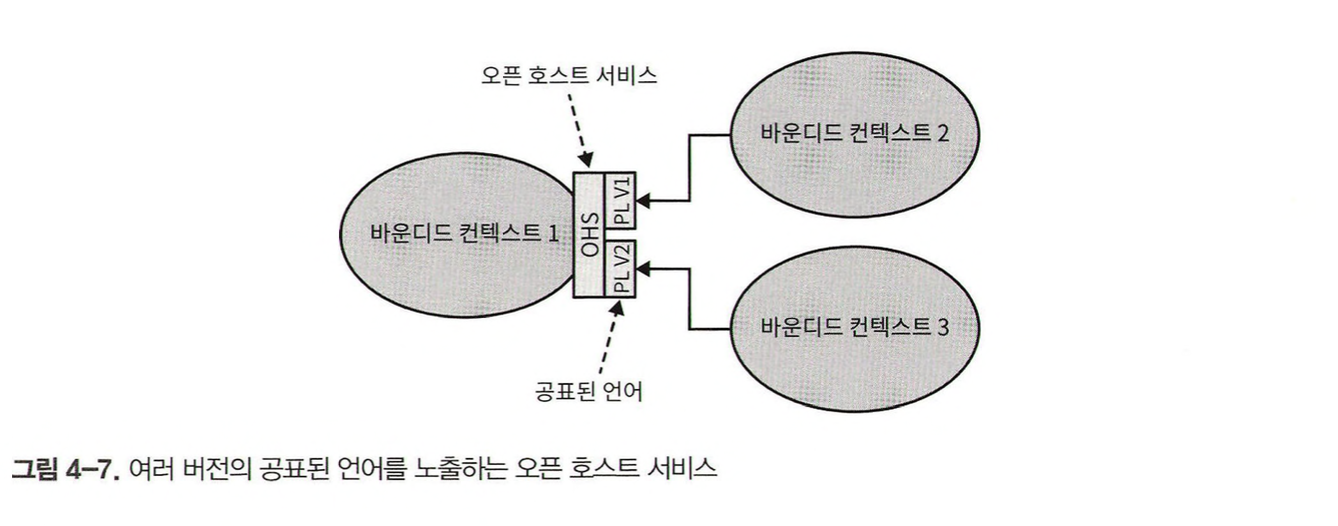 오픈 호스트 서비스
바운디드 컨텍스트 2
바운디드 컨텍스트 1
OHS
PL V1
PL V2
바운디드 컨텍스트 3
공표된 언어
그림 4-7. 여러 버전의 공표된 언어를 노출하는 오픈 호스트 서비스